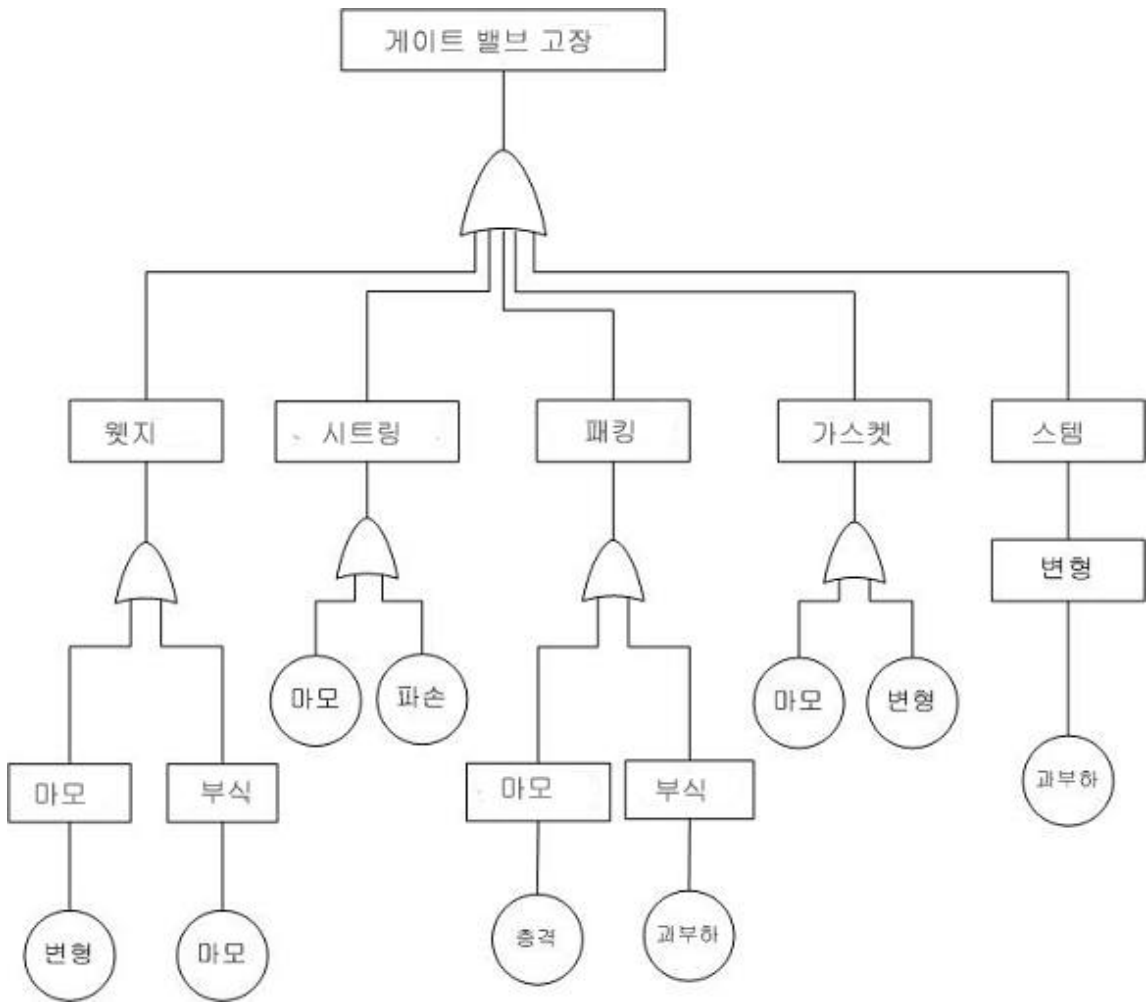 게이트 밸브 고장
웻지
시트링
패킹
가스켓
스템
변형
마모
파손
마모
변형
마모
부식
마모
부식
과부하
변형
마모
충격
과부하